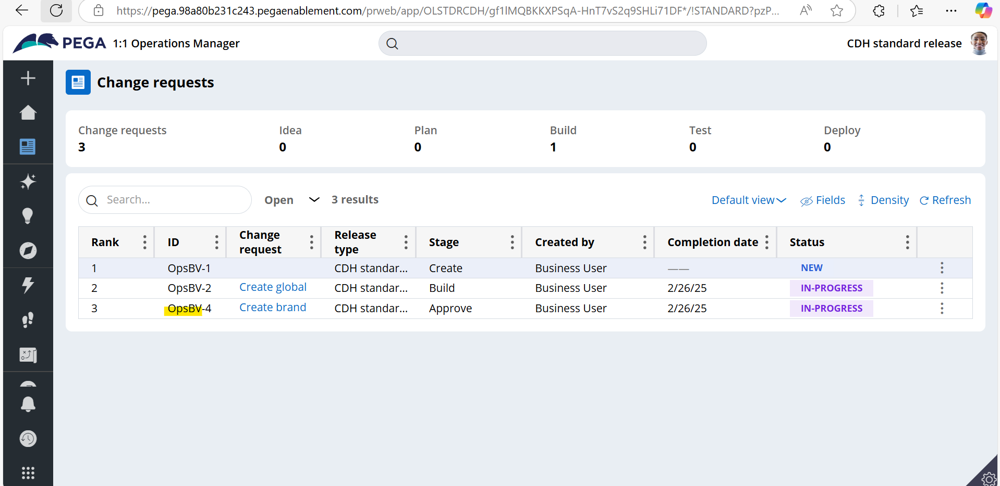 https://pega.98a80b231c243.pegaenablement.com/prweb/app/OLSTDRCDH/gf1lMQBKKXPSqA-HnT7vS2q9SHLi71DF*/!STANDARD?pzP...
PEGA 1:1 Operations Manager
CDH standard release
Change requests
Change requests Idea Plan Build Test Deploy
3 0 0 1 0 0
Search... Open 3 results Default view Fields Density Refresh
Rank ID Change request Release type Stage Created by Completion date Status
1 OpsBV-1 CDH standar... Create Business User —— NEW
2 OpsBV-2 Create global CDH standar... Build Business User 2/26/25 IN-PROGRESS
3 OpsBV-4 Create brand CDH standar... Approve Business User 2/26/25 IN-PROGRESS